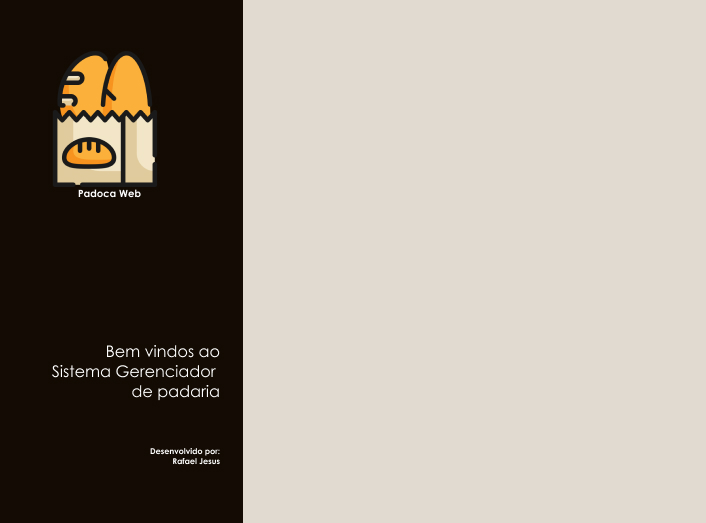 Padoca Web
Bem vindos ao
Sistema Gerenciador
de padaria
Desenvolvido por:
Rafael Jesus